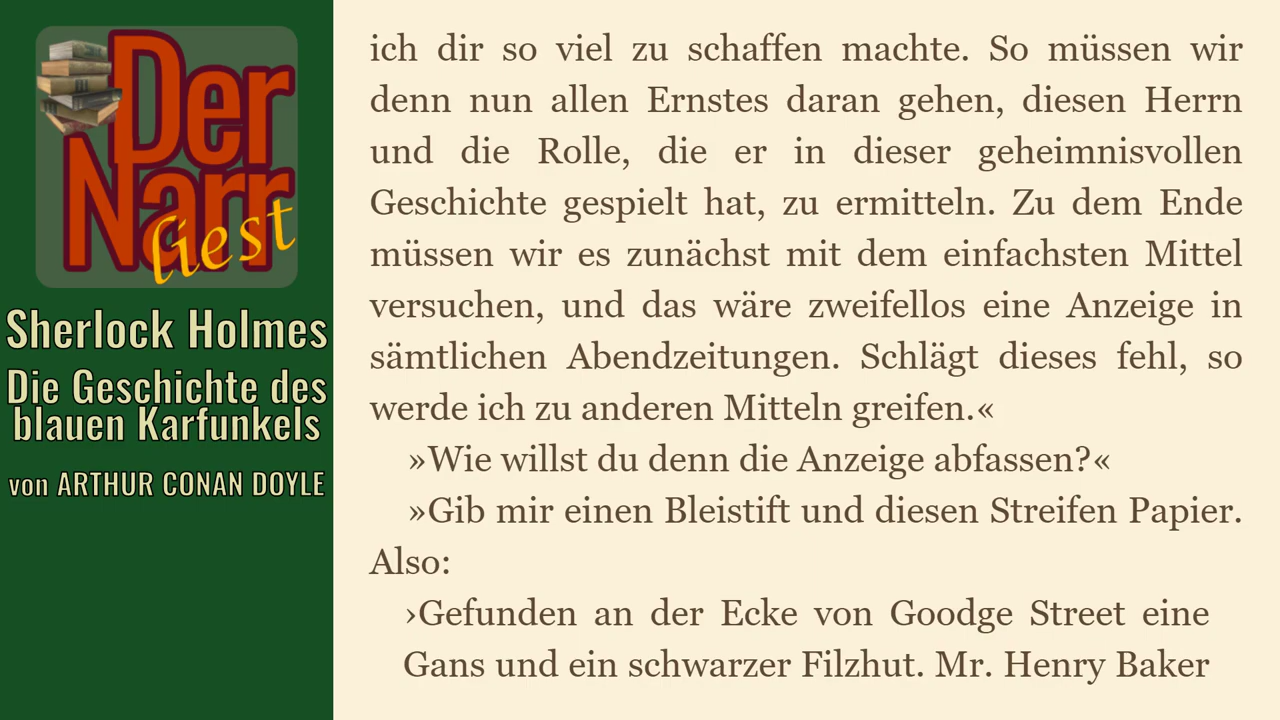 Der
Narr
liest
Sherlock Holmes
Die Geschichte des
blauen Karfunkels
von ARTHUR CONAN DOYLE
ich dir so viel zu schaffen machte. So müssen wir
denn nun allen Ernstes daran gehen, diesen Herrn
und die Rolle, die er in dieser geheimnisvollen
Geschichte gespielt hat, zu ermitteln. Zu dem Ende
müssen wir es zunächst mit dem einfachsten Mittel
versuchen, und das wäre zweifellos eine Anzeige in
sämtlichen Abendzeitungen. Schlägt dieses fehl, so
werde ich zu anderen Mitteln greifen.«
»Wie willst du denn die Anzeige abfassen?«
»Gib mir einen Bleistift und diesen Streifen Papier.
Also:
›Gefunden an der Ecke von Goodge Street eine
Gans und ein schwarzer Filzhut. Mr. Henry Baker